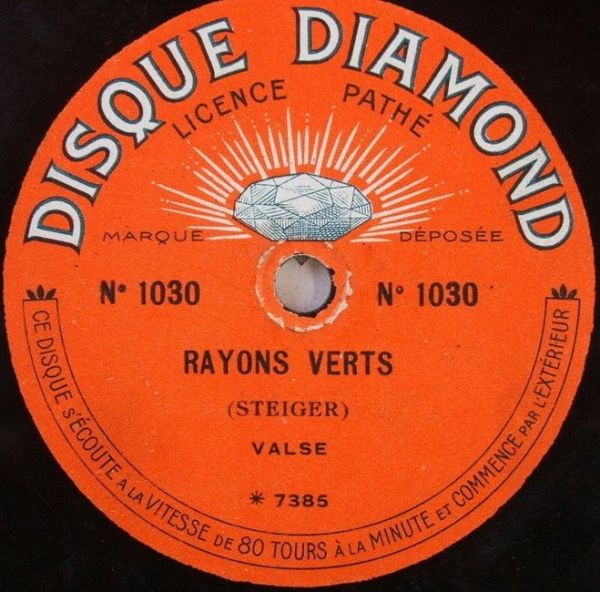 DISQUE DIAMOND
LICENCE PATHÉ
MARQUE DÉPOSÉE
N° 1030 N° 1030
RAYONS VERTS
(STEIGER)
VALSE
* 7385
CE DISQUE S'ÉCOUTE A LA VITESSE DE 80 TOURS À LA MINUTE ET COMMENCE PAR L'EXTÉRIEUR